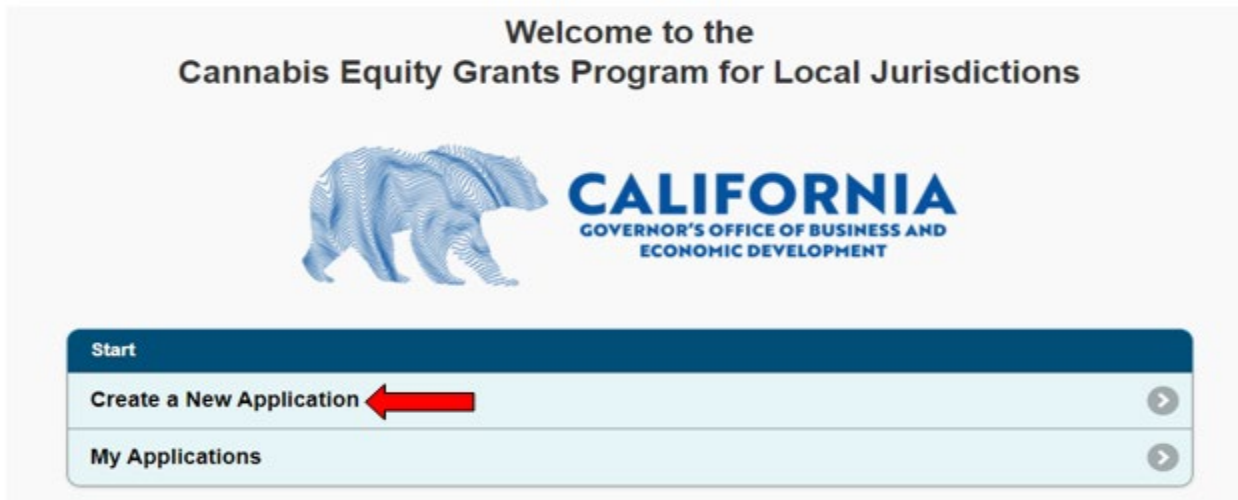 Welcome to the
Cannabis Equity Grants Program for Local Jurisdictions
CALIFORNIA
GOVERNOR'S OFFICE OF BUSINESS AND
ECONOMIC DEVELOPMENT
Start
Create a New Application
My Applications